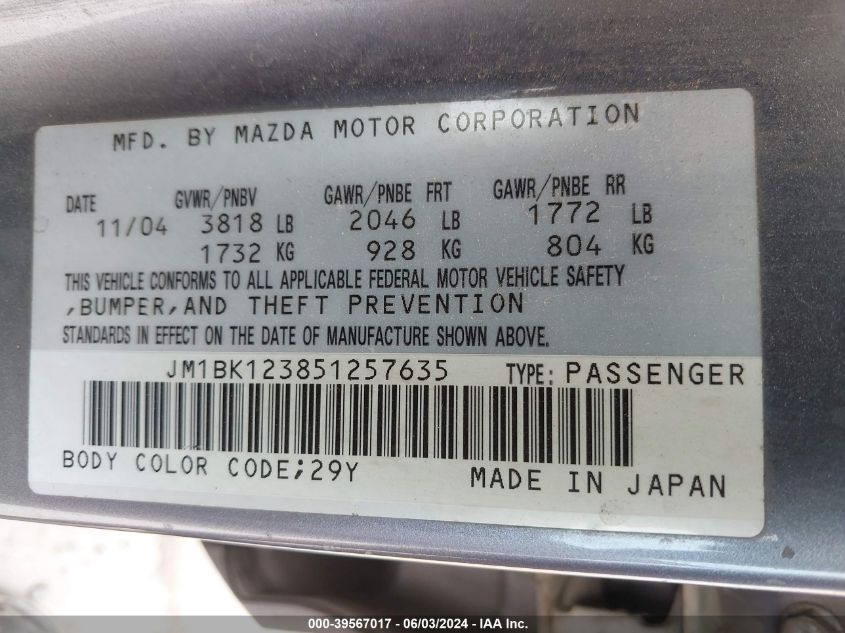 MFD. BY MAZDA MOTOR CORPORATION
DATE GVWR/PNBV GAWR/PNBE FRT GAWR/PNBE RR
11/04 3818 LB 2046 LB 1772 LB
1732 KG 928 KG 804 KG
THIS VEHICLE CONFORMS TO ALL APPLICABLE FEDERAL MOTOR VEHICLE SAFETY
,BUMPER,AND THEFT PREVENTION
STANDARDS IN EFFECT ON THE DATE OF MANUFACTURE SHOWN ABOVE.
JM1BK123851257635 TYPE: PASSENGER
BODY COLOR CODE;29Y MADE IN JAPAN
000-39567017 - 06/03/2024 - IAA Inc.